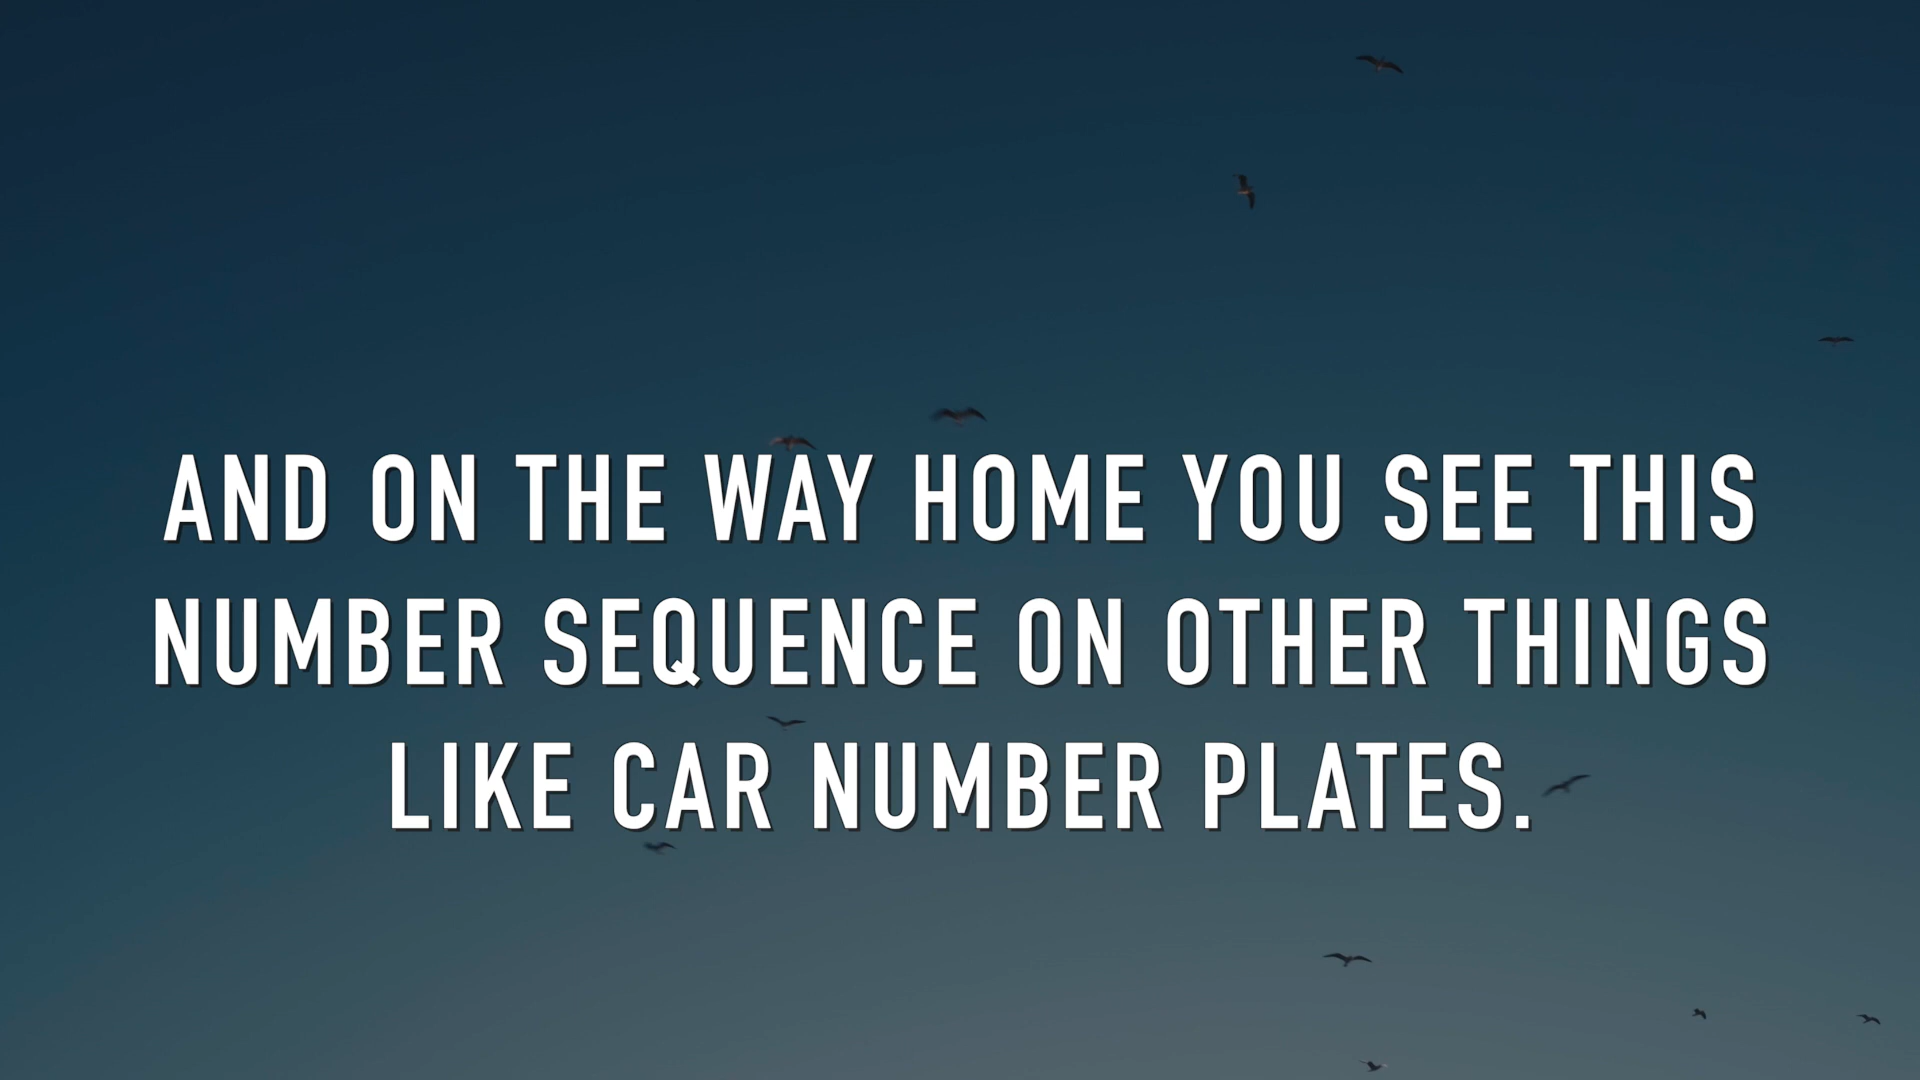 AND ON THE WAY HOME YOU SEE THIS
NUMBER SEQUENCE ON OTHER THINGS
LIKE CAR NUMBER PLATES.